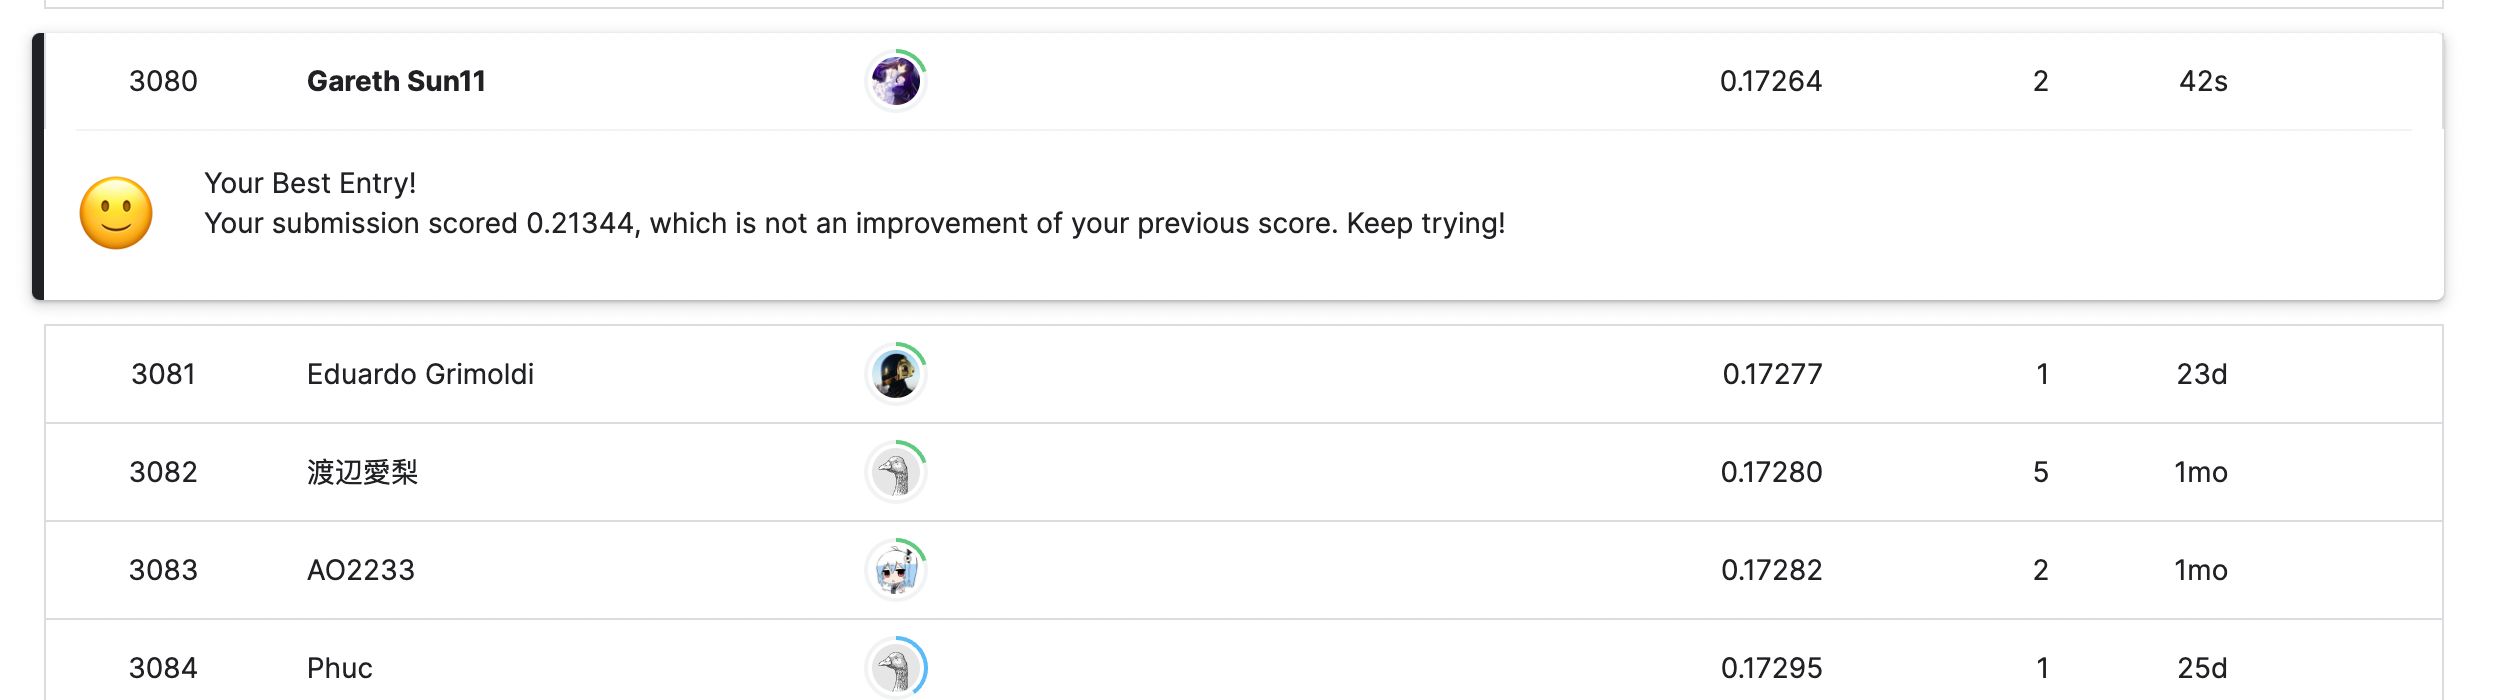 3080 Gareth Sun11 0.17264 2 42s
Your Best Entry!
Your submission scored 0.21344, which is not an improvement of your previous score. Keep trying!
3081 Eduardo Grimoldi 0.17277 1 23d
3082 渡辺愛梨 0.17280 5 1mo
3083 AO2233 0.17282 2 1mo
3084 Phuc 0.17295 1 25d